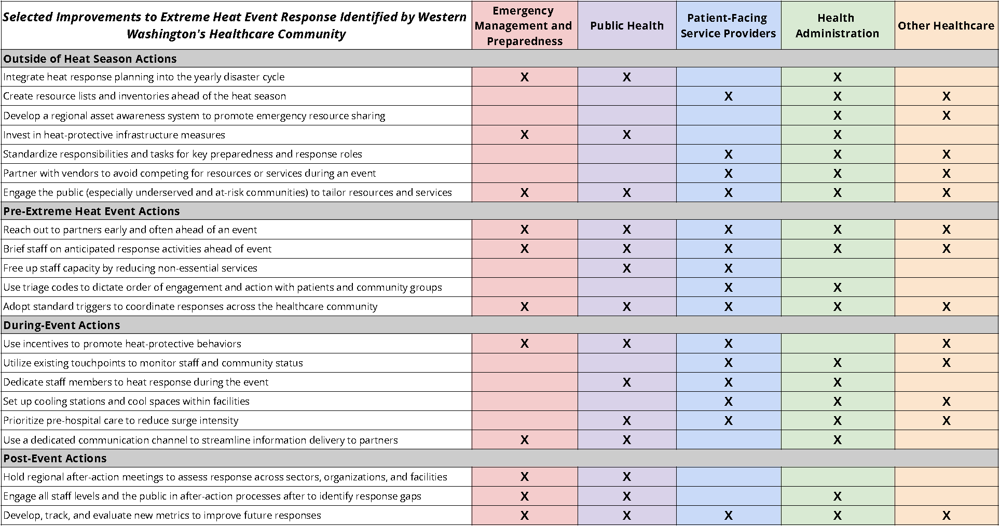 Selected Improvements to Extreme Heat Event Response Identified by Western
Washington's Healthcare Community
Emergency
Management and
Preparedness
Public Health
Patient-Facing
Service Providers
Health
Administration
Other Healthcare
Outside of Heat Season Actions
Integrate heat response planning into the yearly disaster cycle X X X
Create resource lists and inventories ahead of the heat season X X X
Develop a regional asset awareness system to promote emergency resource sharing X X
Invest in heat-protective infrastructure measures X X X
Standardize responsibilities and tasks for key preparedness and response roles X X X
Partner with vendors to avoid competing for resources or services during an event X X X
Engage the public (especially underserved and at-risk communities) to tailor resources and services X X X X X
Pre-Extreme Heat Event Actions
Reach out to partners early and often ahead of an event X X X X X
Brief staff on anticipated response activities ahead of event X X X X X
Free up staff capacity by reducing non-essential services X X
Use triage codes to dictate order of engagement and action with patients and community groups X X
Adopt standard triggers to coordinate responses across the healthcare community X X X X X
During-Event Actions
Use incentives to promote heat-protective behaviors X X X X
Utilize existing touchpoints to monitor staff and community status X X X
Dedicate staff members to heat response during the event X X X
Set up cooling stations and cool spaces within facilities X X X
Prioritize pre-hospital care to reduce surge intensity X X X X
Use a dedicated communication channel to streamline information delivery to partners X X X
Post-Event Actions
Hold regional after-action meetings to assess response across sectors, organizations, and facilities X X
Engage all staff levels and the public in after-action processes after to identify response gaps X X X
Develop, track, and evaluate new metrics to improve future responses X X X X X